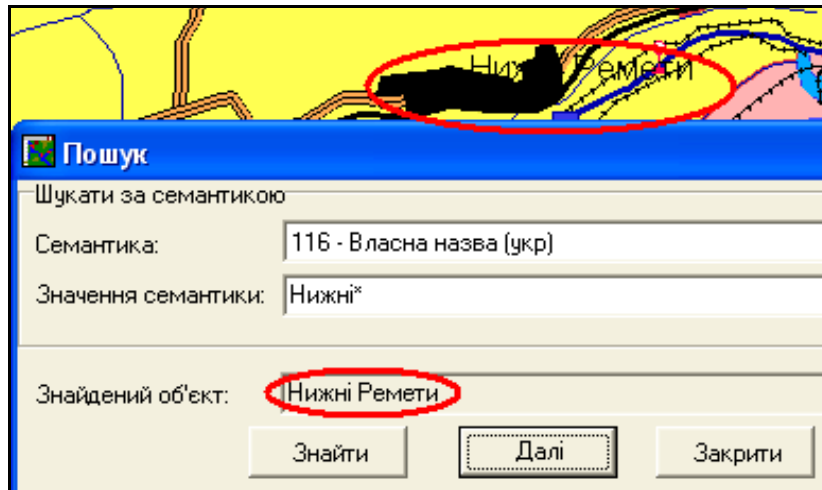 Нижні Ремети
Пошук
Шукати за семантикою
Семантика: 116 - Власна назва (укр)
Значення семантики: Нижні*
Знайдений об'єкт: Нижні Ремети
Знайти Далі Закрити